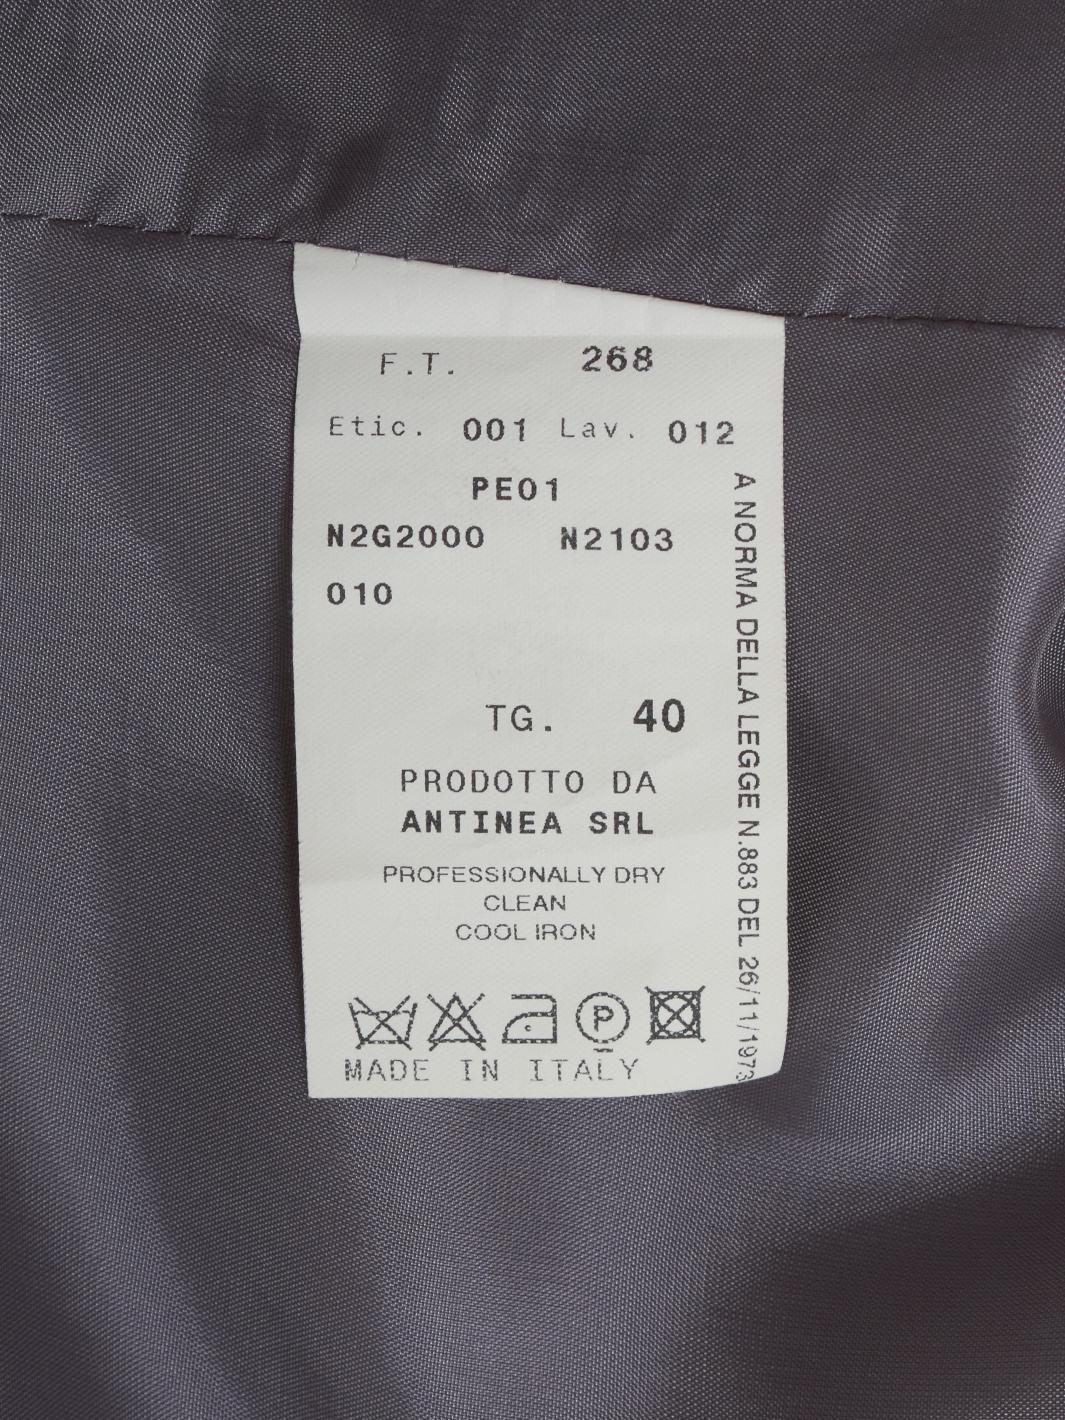 F.T. 268
Etic. 001 Lav. 012
PE01
N2G2000 N2103
010
TG. 40
PRODOTTO DA
ANTINEA SRL
PROFESSIONALLY DRY
CLEAN
COOL IRON
P
MADE IN ITALY
A NORMA DELLA LEGGE N.883 DEL 26/11/1973